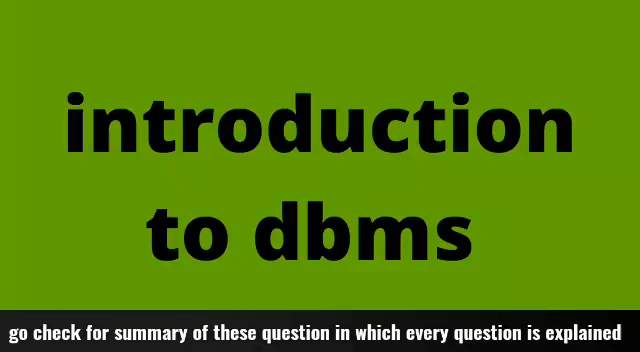 introduction
to dbms
go check for summary of these question in which every question is explained